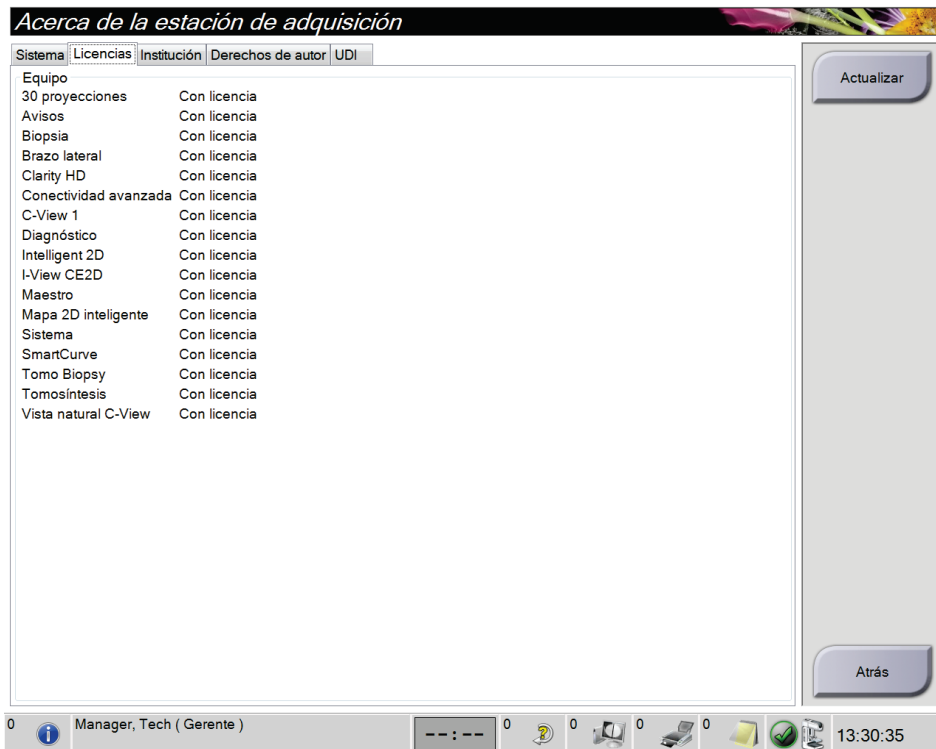 Acerca de la estación de adquisición
Sistema Licencias Institución Derechos de autor UDI
Actualizar
Equipo
30 proyecciones Con licencia
Avisos Con licencia
Biopsia Con licencia
Brazo lateral Con licencia
Clarity HD Con licencia
Conectividad avanzada Con licencia
C-View 1 Con licencia
Diagnóstico Con licencia
Intelligent 2D Con licencia
I-View CE2D Con licencia
Maestro Con licencia
Mapa 2D inteligente Con licencia
Sistema Con licencia
SmartCurve Con licencia
Tomo Biopsy Con licencia
Tomosíntesis Con licencia
Vista natural C-View Con licencia
Atrás
0 Manager, Tech ( Gerente ) --:-- 0 0 0 0 13:30:35